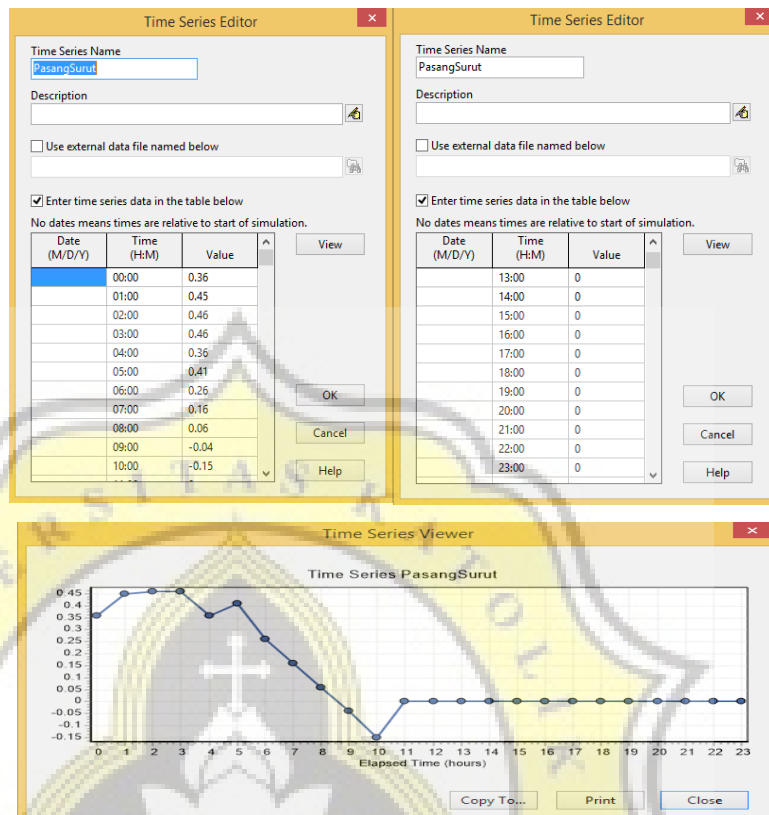 Time Series Editor
Time Series Name
PasangSurut
Description
Use external data file named below
Enter time series data in the table below
No dates means times are relative to start of simulation.
Date (M/D/Y) Time (H:M) Value
View
00:00 0.36
01:00 0.45
02:00 0.46
03:00 0.46
04:00 0.36
05:00 0.41
06:00 0.26
07:00 0.16
08:00 0.06
09:00 -0.04
10:00 -0.15
OK
Cancel
Help
Time Series Editor
Time Series Name
PasangSurut
Description
Use external data file named below
Enter time series data in the table below
No dates means times are relative to start of simulation.
Date (M/D/Y) Time (H:M) Value
View
13:00 0
14:00 0
15:00 0
16:00 0
17:00 0
18:00 0
19:00 0
20:00 0
21:00 0
22:00 0
23:00 0
OK
Cancel
Help
Time Series Viewer
Time Series PasangSurut
0.45
0.4
0.35
0.3
0.25
0.2
0.15
0.1
0.05
0
-0.05
-0.1
-0.15
0 1 2 3 4 5 6 7 8 9 10 11 12 13 14 15 16 17 18 19 20 21 22 23
Elapsed Time (hours)
Copy To... Print Close